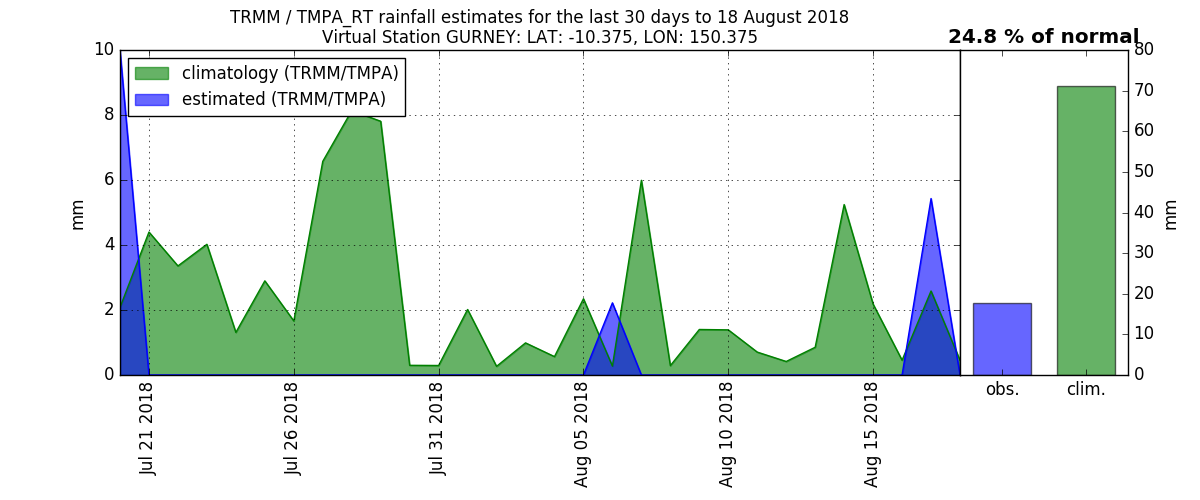 TRMM / TMPA_RT rainfall estimates for the last 30 days to 18 August 2018
Virtual Station GURNEY: LAT: -10.375, LON: 150.375
24.8 % of normal
climatology (TRMM/TMPA)
estimated (TRMM/TMPA)
10
8
6
4
2
0
mm
Jul 21 2018
Jul 26 2018
Jul 31 2018
Aug 05 2018
Aug 10 2018
Aug 15 2018
80
70
60
50
40
30
20
10
0
mm
obs.
clim.